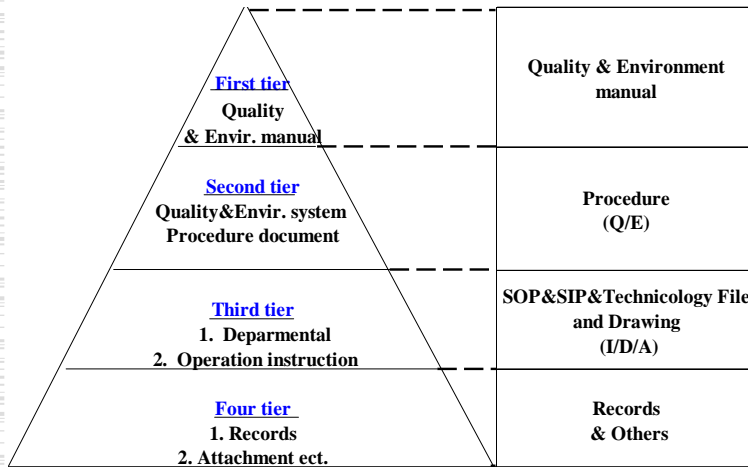 First tier
Quality
& Envir. manual
Second tier
Quality&Envir. system
Procedure document
Third tier
1. Deparmental
2. Operation instruction
Four tier
1. Records
2. Attachment ect.
Quality & Environment
manual
Procedure
(Q/E)
SOP&SIP&Technicology File
and Drawing
(I/D/A)
Records
& Others